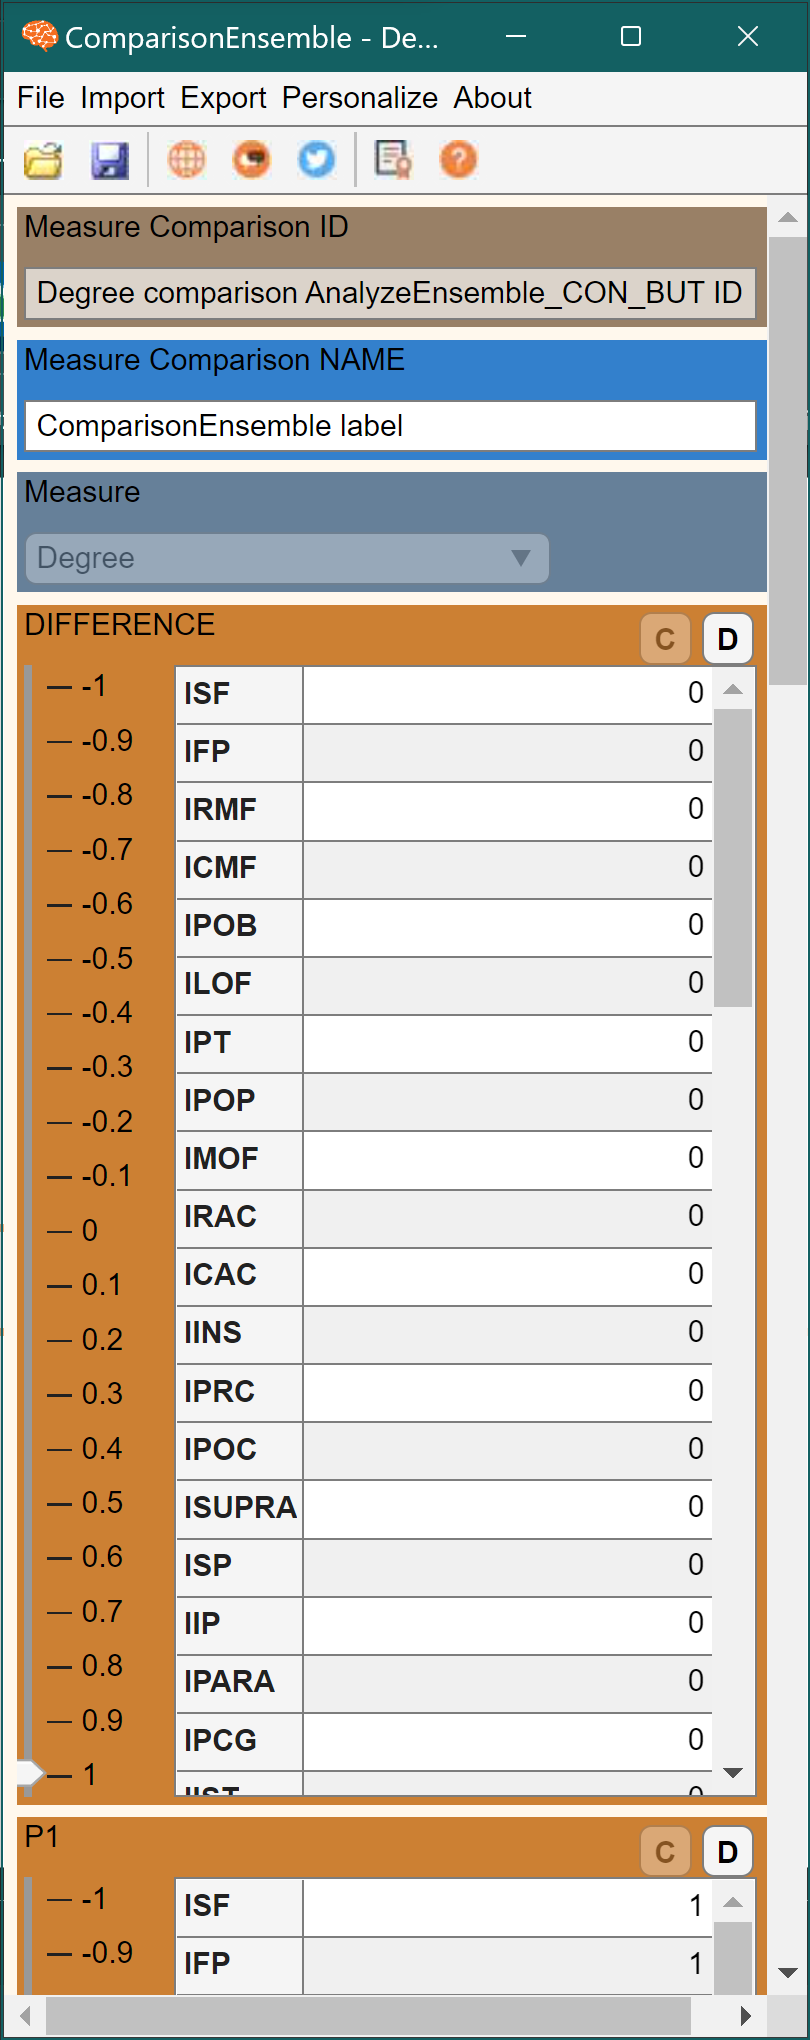 ComparisonEnsemble - De...
File Import Export Personalize About
Measure Comparison ID
Degree comparison AnalyzeEnsemble_CON_BUT ID
Measure Comparison NAME
ComparisonEnsemble label
Measure
Degree
DIFFERENCE
C D
-1
-0.9
-0.8
-0.7
-0.6
-0.5
-0.4
-0.3
-0.2
-0.1
0
0.1
0.2
0.3
0.4
0.5
0.6
0.7
0.8
0.9
1
ISF 0
IFP 0
IRMF 0
ICMF 0
IPOB 0
ILOF 0
IPT 0
IPOP 0
IMOF 0
IRAC 0
ICAC 0
IINS 0
IPRC 0
IPOC 0
ISUPRA 0
ISP 0
IIP 0
IPARA 0
IPCG 0
P1
C D
-1
-0.9
ISF 1
IFP 1